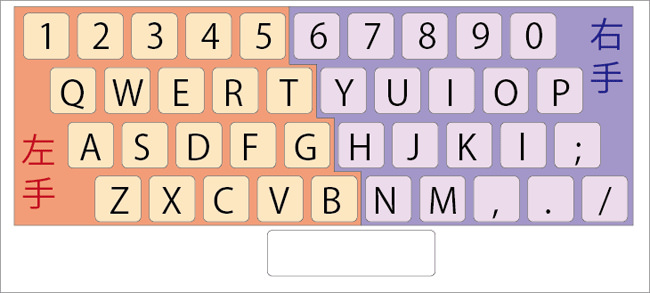 1 2 3 4 5 6 7 8 9 0
Q W E R T Y U I O P
右手
A S D F G H J K l ;
左手
Z X C V B N M , . /